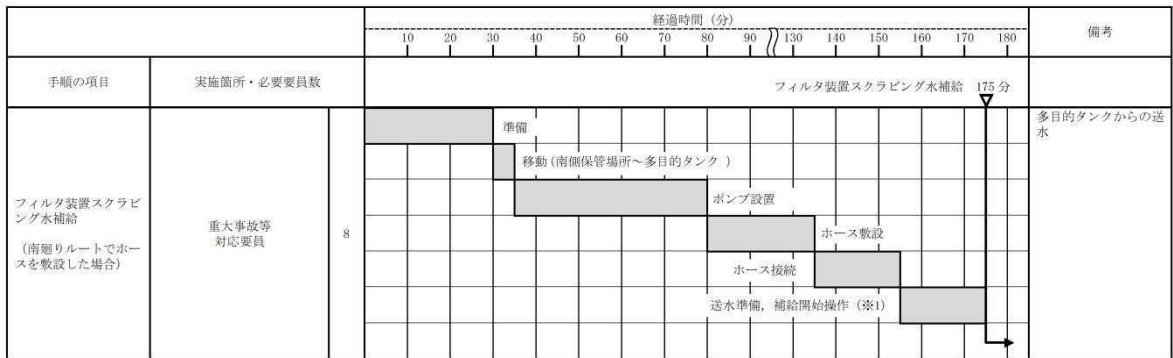 経過時間（分）
備考
10 20 30 40 50 60 70 80 90 130 140 150 160 170 180
手順の項目
実施箇所・必要要員数
フィルタ装置スクラビング水補給 175分
フィルタ装置スクラビ
ング水補給
（南廻りルートでホー
スを敷設した場合）
重大事故等
対応要員
8
準備
移動(南側保管場所～多目的タンク )
ポンプ設置
ホース敷設
ホース接続
送水準備，補給開始操作（※1）
多目的タンクからの送
水